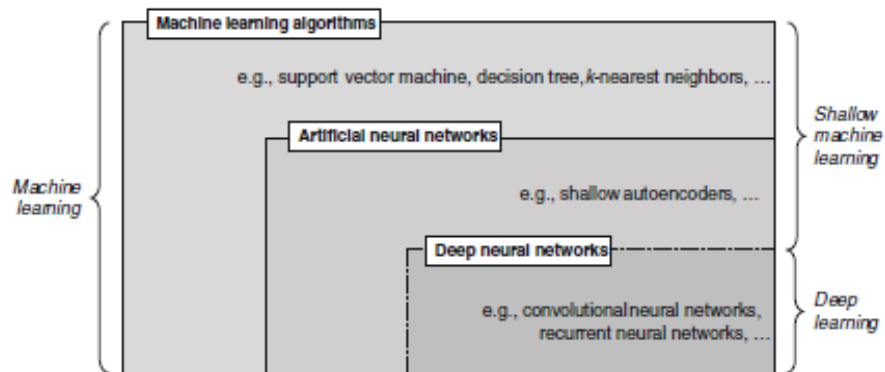 Machine learning algorithms
e.g., support vector machine, decision tree, k-nearest neighbors, ...
Artificial neural networks
Shallow
machine
learning
Machine
learning
e.g., shallow autoencoders, ...
Deep neural networks
e.g., convolutional neural networks,
recurrent neural networks, ...
Deep
learning